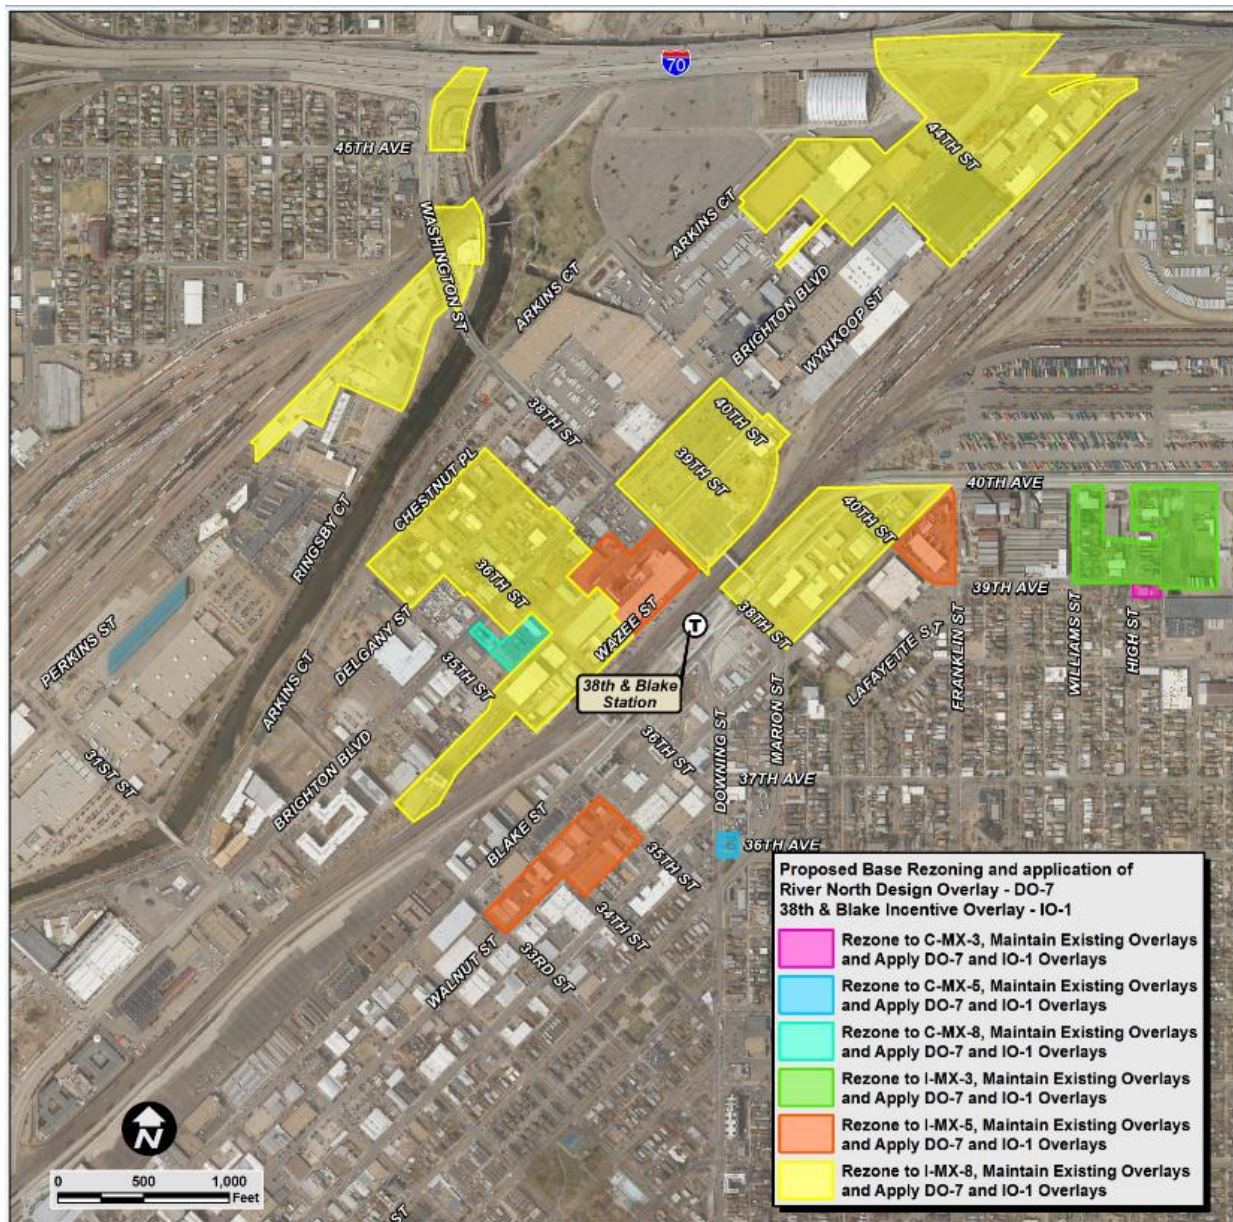 70
45TH AVE
WASHINGTON ST
44TH ST
ARKINS CT
ARKINS CT
BRIGHTON BLVD
WYNKOOP ST
38TH ST
40TH ST
39TH ST
CHESTNUT PL
40TH AVE
40TH ST
RINGSBY CT
36TH ST
39TH AVE
38TH ST
WAZEE ST
T
38th & Blake
Station
PERKINS ST
DELGANY ST
35TH ST
ARKINS CT
LAFAYETTE ST
FRANKLIN ST
WILLIAMS ST
HIGH ST
MARION ST
DOWNING ST
36TH ST
37TH AVE
31ST ST
BRIGHTON BLVD
BLAKE ST
36TH AVE
35TH ST
34TH ST
33RD ST
WALNUT ST
Proposed Base Rezoning and application of
River North Design Overlay - DO-7
38th & Blake Incentive Overlay - IO-1
Rezone to C-MX-3, Maintain Existing Overlays
and Apply DO-7 and IO-1 Overlays
Rezone to C-MX-5, Maintain Existing Overlays
and Apply DO-7 and IO-1 Overlays
Rezone to C-MX-8, Maintain Existing Overlays
and Apply DO-7 and IO-1 Overlays
Rezone to I-MX-3, Maintain Existing Overlays
and Apply DO-7 and IO-1 Overlays
Rezone to I-MX-5, Maintain Existing Overlays
and Apply DO-7 and IO-1 Overlays
Rezone to I-MX-8, Maintain Existing Overlays
and Apply DO-7 and IO-1 Overlays
N
0 500 1,000
Feet
ST